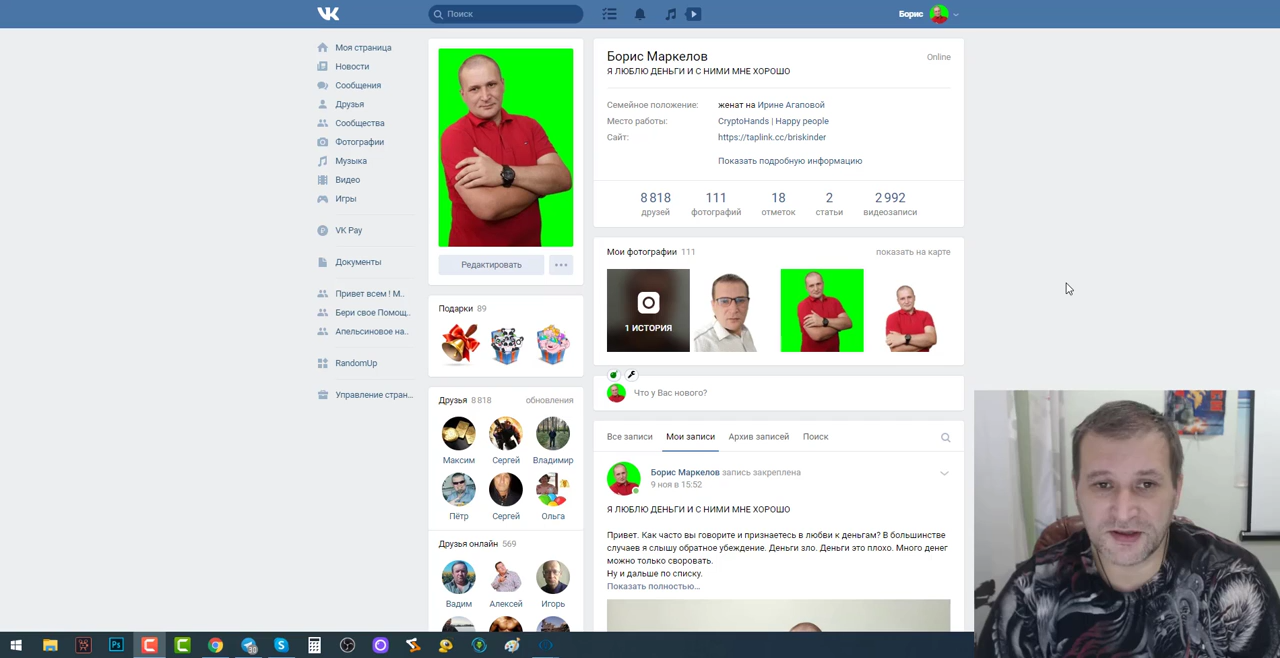 Поиск
Борис
Моя страница
Новости
Сообщения
Друзья
Сообщества
Фотографии
Музыка
Видео
Игры
VK Pay
Документы
Привет всем ! М..
Бери свое Помощ..
Апельсиновое на..
RandomUp
Управление стран...
Редактировать
Подарки 89
Друзья 8 818 обновления
Максим Сергей Владимир
Пётр Сергей Ольга
Друзья онлайн 569
Вадим Алексей Игорь
Борис Маркелов
Online
Я ЛЮБЛЮ ДЕНЬГИ И С НИМИ МНЕ ХОРОШО
Семейное положение: женат на Ирине Агаповой
Место работы: CryptoHands | Happy people
Сайт: https://taplink.cc/briskinder
Показать подробную информацию
8 818 111 18 2 2 992
друзей фотографий отметок статьи видеозаписи
Мои фотографии 111 показать на карте
1 ИСТОРИЯ
Что у Вас нового?
Все записи Мои записи Архив записей Поиск
Борис Маркелов запись закреплена
9 ноя в 15:52
Я ЛЮБЛЮ ДЕНЬГИ И С НИМИ МНЕ ХОРОШО
Привет. Как часто вы говорите и признаетесь в любви к деньгам? В большинстве
случаев я слышу обратное убеждение. Деньги зло. Деньги это плохо. Много денег
можно только своровать.
Ну и дальше по списку.
Показать полностью...
Ps
30